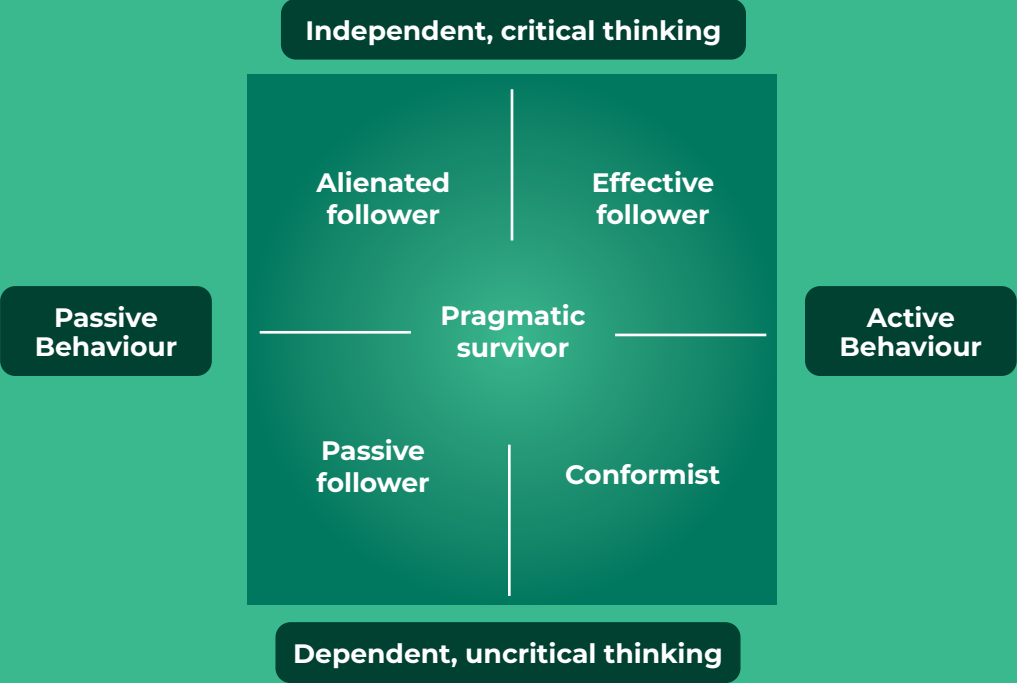 Independent, critical thinking
Alienated
follower
Effective
follower
Passive
Behaviour
Pragmatic
survivor
Active
Behaviour
Passive
follower
Conformist
Dependent, uncritical thinking